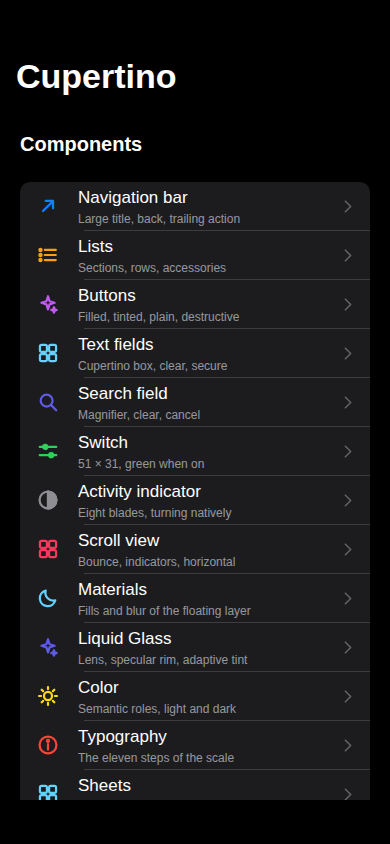 Cupertino
Components
Navigation bar
Large title, back, trailing action
Lists
Sections, rows, accessories
Buttons
Filled, tinted, plain, destructive
Text fields
Cupertino box, clear, secure
Search field
Magnifier, clear, cancel
Switch
51 × 31, green when on
Activity indicator
Eight blades, turning natively
Scroll view
Bounce, indicators, horizontal
Materials
Fills and blur of the floating layer
Liquid Glass
Lens, specular rim, adaptive tint
Color
Semantic roles, light and dark
Typography
The eleven steps of the scale
Sheets